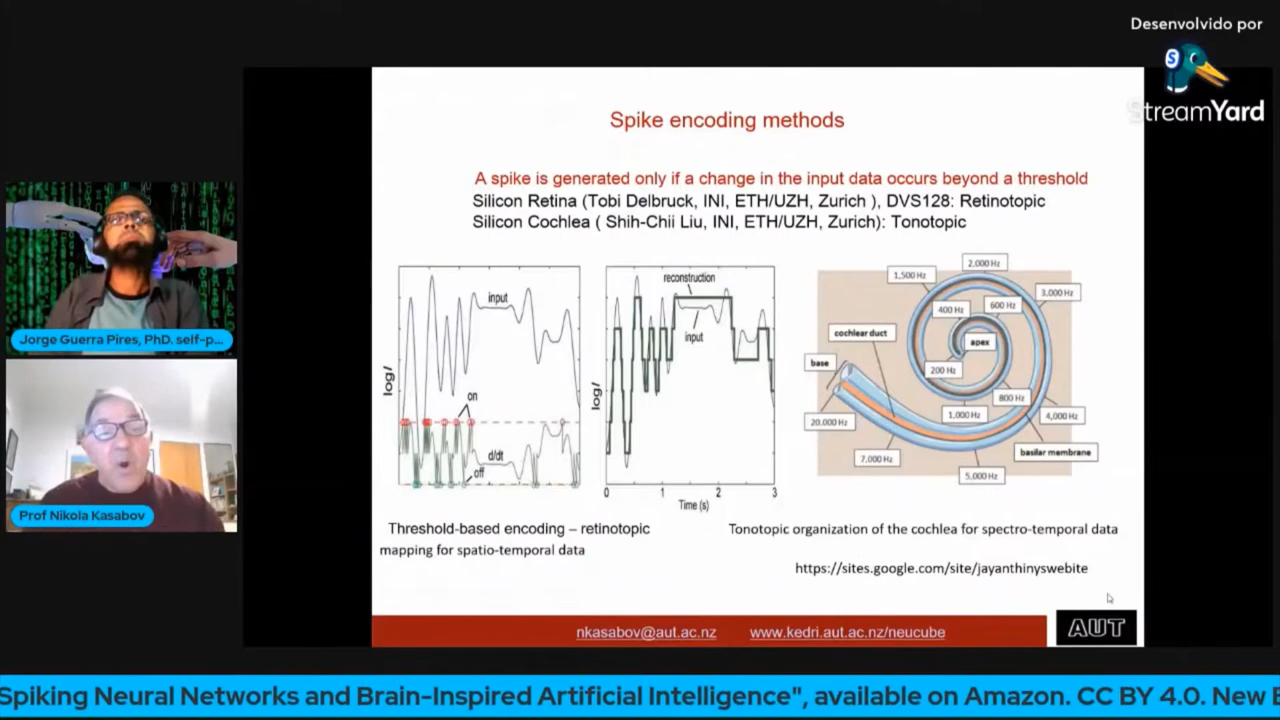 Desenvolvido por
StreamYard
Spike encoding methods
A spike is generated only if a change in the input data occurs beyond a threshold
Silicon Retina (Tobi Delbruck, INI, ETH/UZH, Zurich ), DVS128: Retinotopic
Silicon Cochlea ( Shih-Chii Liu, INI, ETH/UZH, Zurich): Tonotopic
logI
input
on
d/dt
off
logI
reconstruction
input
0
1
2
3
Time (s)
2,000 Hz
1,500 Hz
3,000 Hz
400 Hz
600 Hz
cochlear duct
apex
base
200 Hz
800 Hz
20,000 Hz
1,000 Hz
4,000 Hz
7,000 Hz
basilar membrane
5,000 Hz
Threshold-based encoding – retinotopic
mapping for spatio-temporal data
Tonotopic organization of the cochlea for spectro-temporal data
https://sites.google.com/site/jayanthinyswebite
nkasabov@aut.ac.nz www.kedri.aut.ac.nz/neucube
AUT
Jorge Guerra Pires, PhD. self-p...
Prof Nikola Kasabov
Spiking Neural Networks and Brain-Inspired Artificial Intelligence", available on Amazon. CC BY 4.0. New E